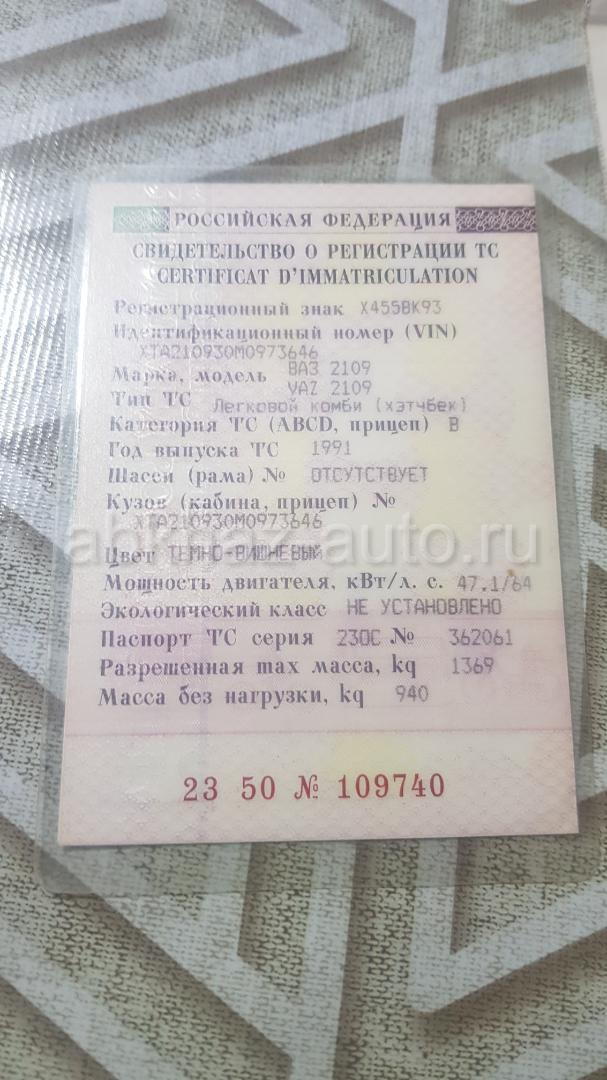 РОССИЙСКАЯ ФЕДЕРАЦИЯ
СВИДЕТЕЛЬСТВО О РЕГИСТРАЦИИ ТС
CERTIFICAT D'IMMATRICULATION
Регистрационный знак Х455ВК93
Идентификационный номер (VIN)
XTA210930M0973646
Марка, модель ВАЗ 2109
VAZ 2109
Тип ТС Легковой комби (хэтчбек)
Категория ТС (ABCD, прицеп) B
Год выпуска ТС 1991
Шасси (рама) № ОТСУТСТВУЕТ
Кузов (кабина, прицеп) №
XTA210930M0973646
abkhaz-auto.ru
Цвет ТЕМНО-ВИШНЕВЫЙ
Мощность двигателя, кВт/л. с. 47.1/64
Экологический класс НЕ УСТАНОВЛЕНО
Паспорт ТС серия 23ОС № 362061
Разрешенная max масса, kg 1369
Масса без нагрузки, kg 940
23 50 № 109740